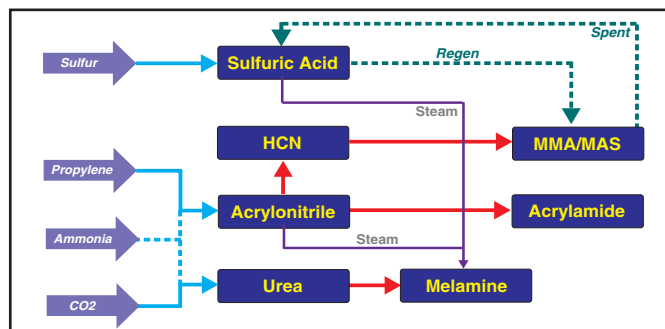 Spent
Regen
Sulfur
Sulfuric Acid
Steam
HCN
MMA/MAS
Propylene
Acrylonitrile
Acrylamide
Ammonia
Steam
Urea
Melamine
CO2